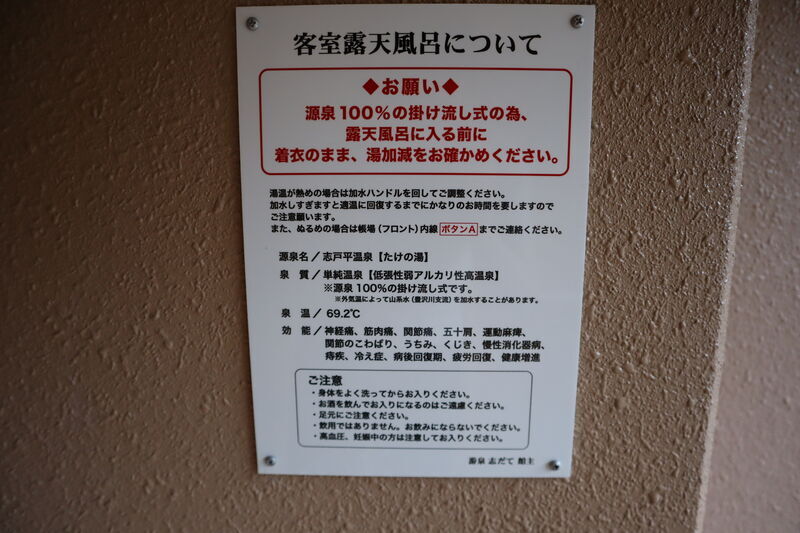 客室露天風呂について
◆お願い◆
源泉100%の掛け流し式の為、
露天風呂に入る前に
着衣のまま、湯加減をお確かめください。
湯温が熱めの場合は加水ハンドルを回してご調整ください。
加水しすぎますと適温に回復するまでにかなりのお時間を要しますので
ご注意願います。
また、ぬるめの場合は帳場（フロント）内線 ボタンA までご連絡ください。
源泉名／志戸平温泉【たけの湯】
泉　質／単純温泉【低張性弱アルカリ性高温泉】
※源泉100%の掛け流し式です。
※外気温によって山系水（豊沢川支流）を加水することがあります。
泉　温／69.2℃
効　能／神経痛、筋肉痛、関節痛、五十肩、運動麻痺、
関節のこわばり、うちみ、くじき、慢性消化器病、
痔疾、冷え症、病後回復期、疲労回復、健康増進
ご注意
・身体をよく洗ってからお入りください。
・お酒を飲んでお入りになるのはご遠慮ください。
・足元にご注意ください。
・飲用ではありません。お飲みにならないでください。
・高血圧、妊娠中の方は注意してお入りください。
游泉 志だて 館主